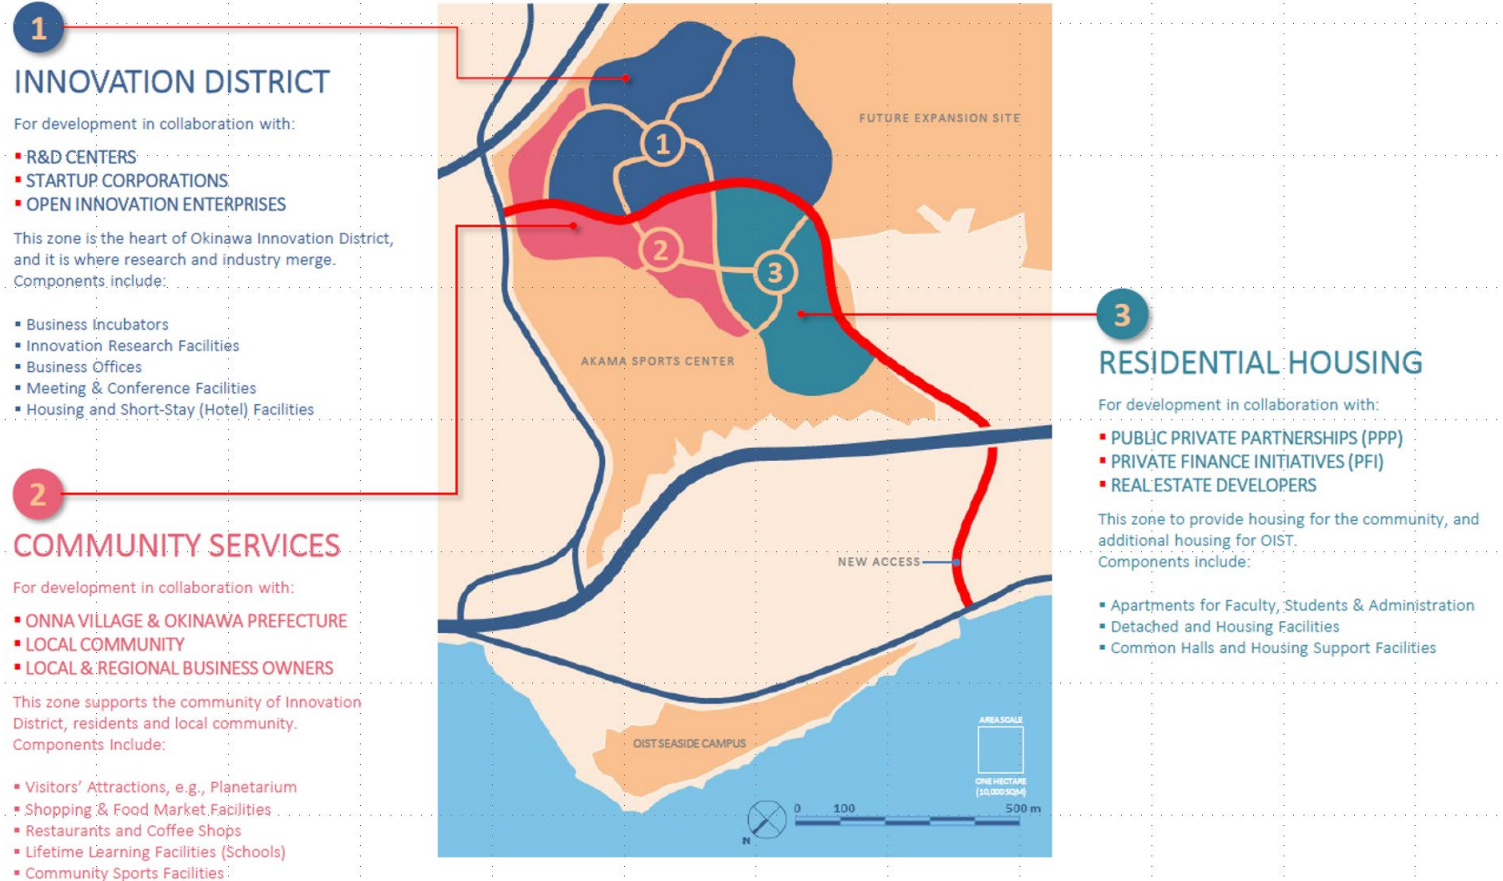 1
INNOVATION DISTRICT
For development in collaboration with:
▪ R&D CENTERS
▪ STARTUP CORPORATIONS
▪ OPEN INNOVATION ENTERPRISES
This zone is the heart of Okinawa Innovation District,
and it is where research and industry merge.
Components include:
▪ Business Incubators
▪ Innovation Research Facilities
▪ Business Offices
▪ Meeting & Conference Facilities
▪ Housing and Short-Stay (Hotel) Facilities
2
COMMUNITY SERVICES
For development in collaboration with:
▪ ONNA VILLAGE & OKINAWA PREFECTURE
▪ LOCAL COMMUNITY
▪ LOCAL & REGIONAL BUSINESS OWNERS
This zone supports the community of Innovation
District, residents and local community.
Components Include:
▪ Visitors' Attractions, e.g., Planetarium
▪ Shopping & Food Market Facilities
▪ Restaurants and Coffee Shops
▪ Lifetime Learning Facilities (Schools)
▪ Community Sports Facilities
FUTURE EXPANSION SITE
1
2
3
AKAMA SPORTS CENTER
NEW ACCESS
OIST SEASIDE CAMPUS
AREA SCALE
ONE HECTARE
(10,000 SQM)
N
0 100 500 m
3
RESIDENTIAL HOUSING
For development in collaboration with:
▪ PUBLIC PRIVATE PARTNERSHIPS (PPP)
▪ PRIVATE FINANCE INITIATIVES (PFI)
▪ REAL ESTATE DEVELOPERS
This zone to provide housing for the community, and
additional housing for OIST.
Components include:
▪ Apartments for Faculty, Students & Administration
▪ Detached and Housing Facilities
▪ Common Halls and Housing Support Facilities